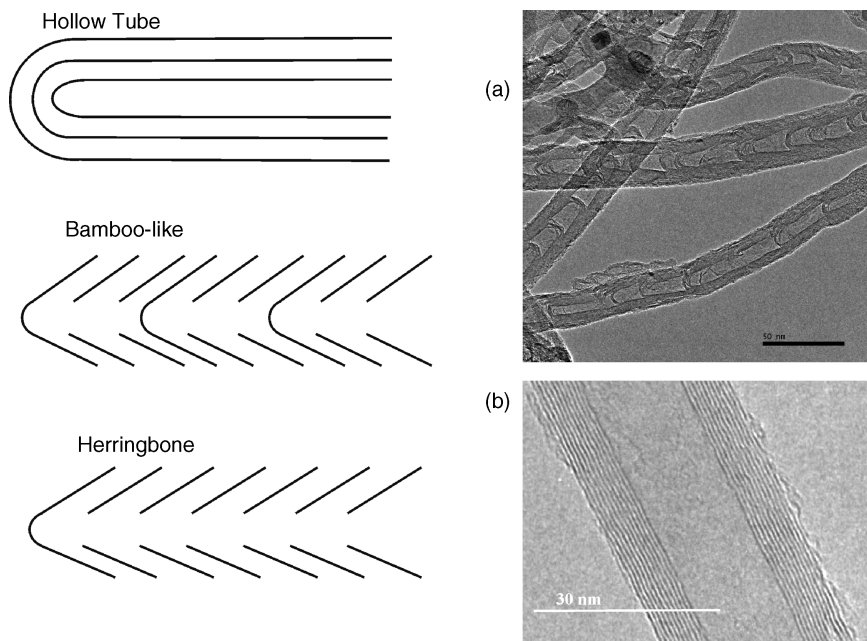 Hollow Tube
Bamboo-like
Herringbone
(a)
50 nm
(b)
30 nm